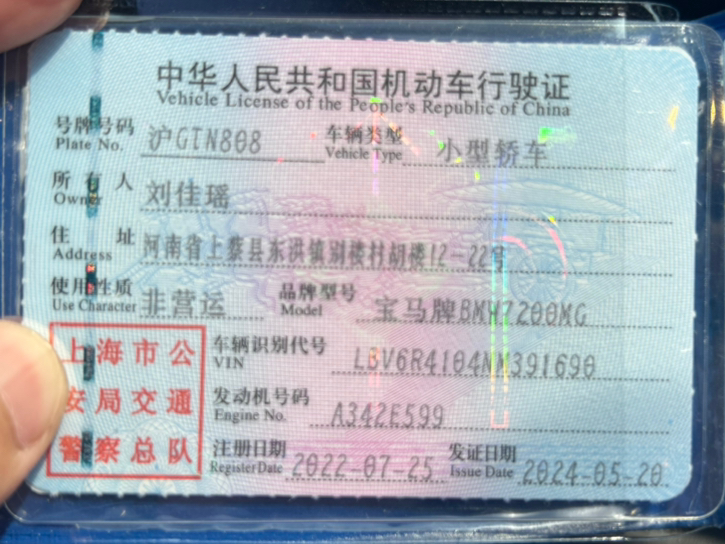 中华人民共和国机动车行驶证
Vehicle License of the People's Republic of China
号牌号码 沪GTN808 车辆类型 小型轿车
Plate No. Vehicle Type
所有人 刘佳瑶
Owner
住址 河南省上蔡县东洪镇别楼村胡楼12-22号
Address
使用性质 非营运 品牌型号 宝马牌BMW7200MG
Use Character Model
上海市公
安局交通
警察总队
车辆识别代号 LBV6R4104NM391690
VIN
发动机号码 A342E599
Engine No.
注册日期 2022-07-25 发证日期 2024-05-20
Register Date Issue Date